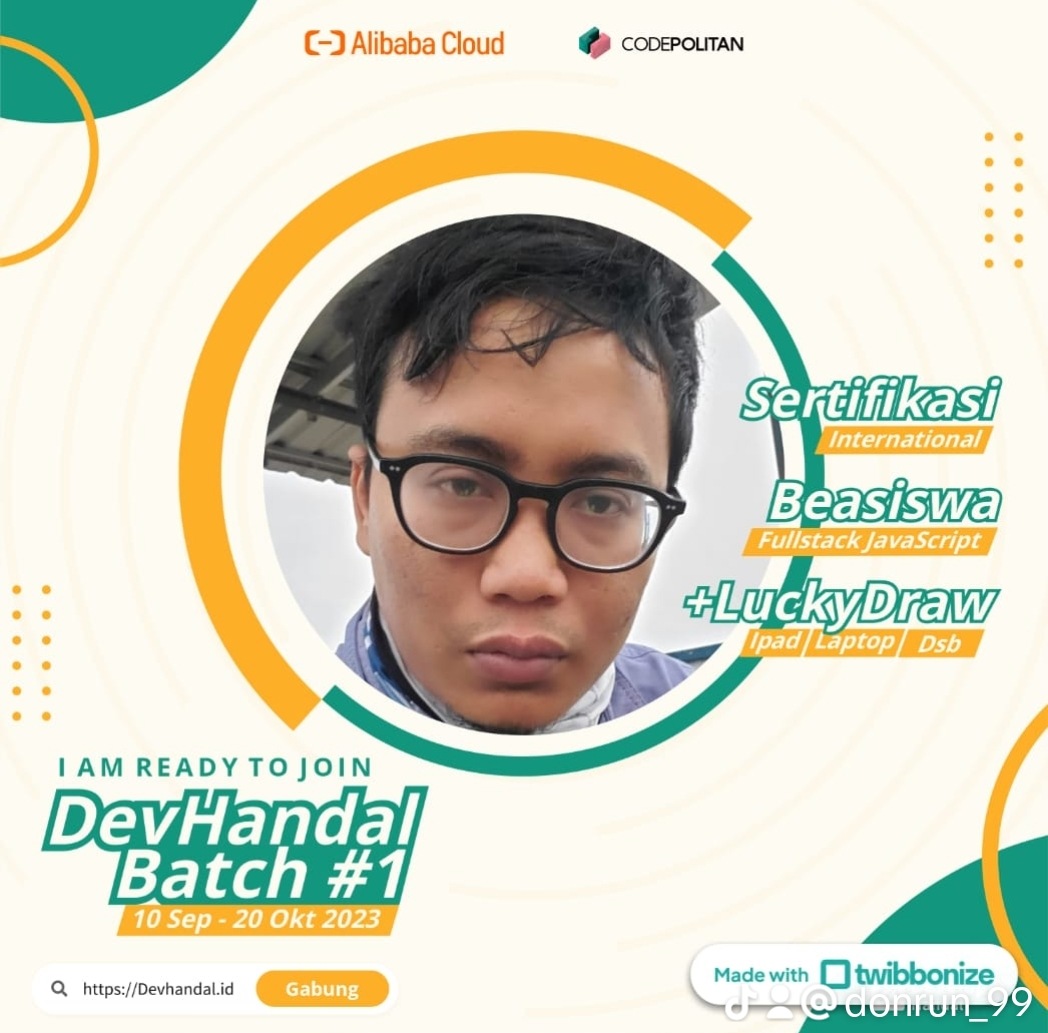 Alibaba Cloud
CODEPOLITAN
Sertifikasi
International
Beasiswa
Fullstack JavaScript
+LuckyDraw
Ipad Laptop Dsb
I AM READY TO JOIN
DevHandal
Batch #1
10 Sep - 20 Okt 2023
https://Devhandal.id
Gabung
Made with twibbonize
@donrun_99